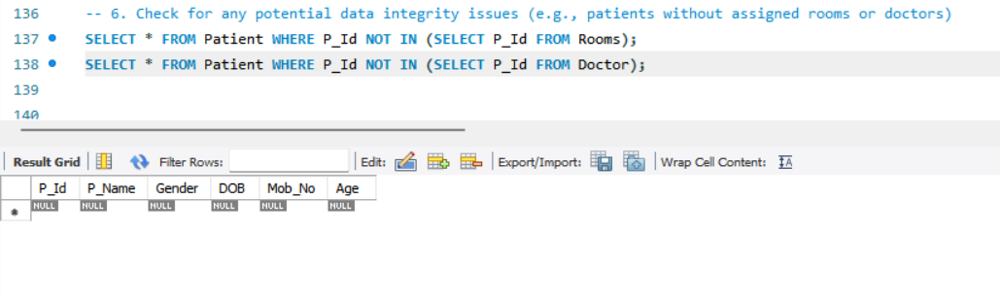 136 -- 6. Check for any potential data integrity issues (e.g., patients without assigned rooms or doctors)
137 SELECT * FROM Patient WHERE P_Id NOT IN (SELECT P_Id FROM Rooms);
138 SELECT * FROM Patient WHERE P_Id NOT IN (SELECT P_Id FROM Doctor);
139
140
Result Grid Filter Rows: Edit: Export/Import: Wrap Cell Content: IA
P_Id P_Name Gender DOB Mob_No Age
NULL NULL NULL NULL NULL NULL